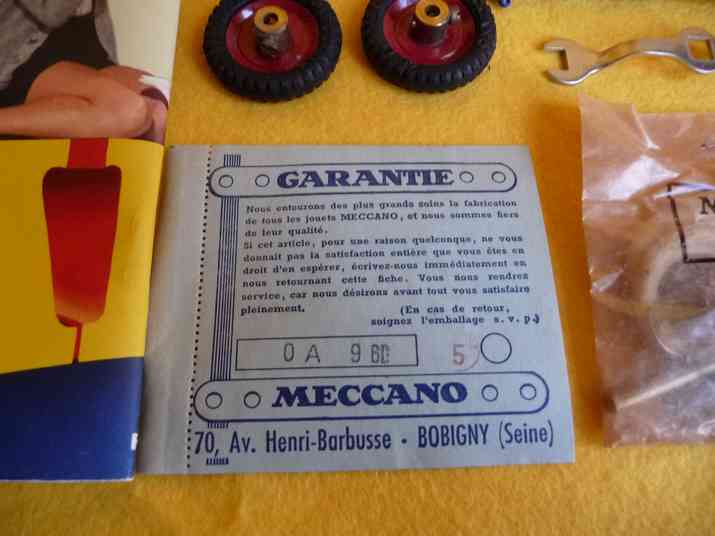 GARANTIE
Nous entourons des plus grands soins la fabrication
de tous les jouets MECCANO, et nous sommes fiers
de leur qualité.
Si cet article, pour une raison quelconque, ne vous
donnait pas la satisfaction entière que vous êtes en
droit d'en espérer, écrivez-nous immédiatement en
nous retournant cette fiche. Vous nous rendrez
service, car nous désirons avant tout vous satisfaire
pleinement.
(En cas de retour,
soignez l'emballage s. v. p.)
0 A 9 6D 5
MECCANO
70, Av. Henri-Barbusse - BOBIGNY (Seine)